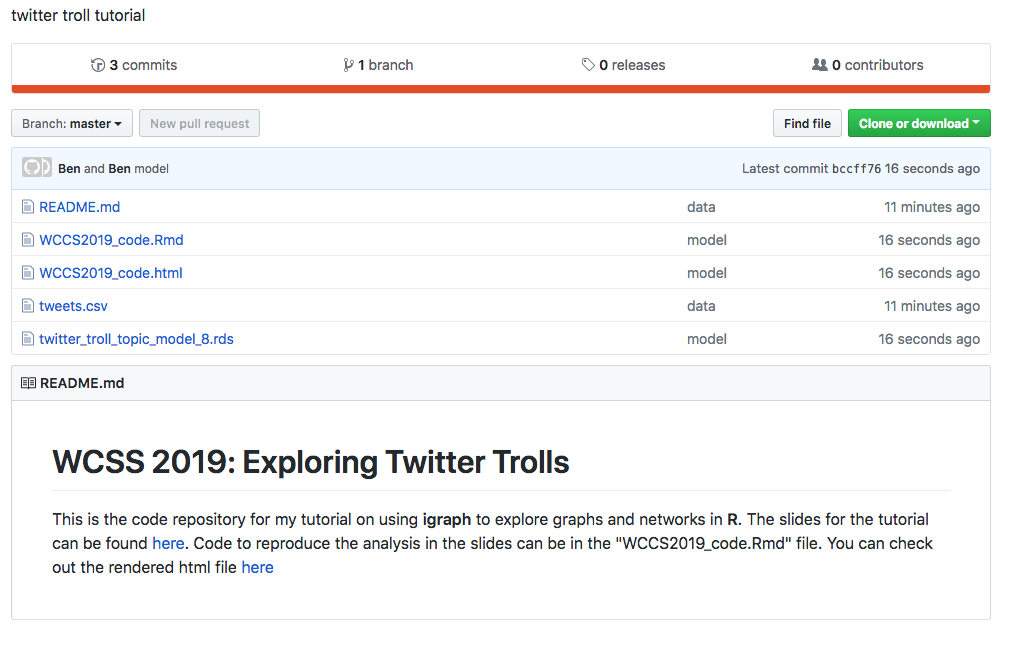 twitter troll tutorial
3 commits 1 branch 0 releases 0 contributors
Branch: master New pull request Find file Clone or download
Ben and Ben model Latest commit bccff76 16 seconds ago
README.md data 11 minutes ago
WCCS2019_code.Rmd model 16 seconds ago
WCCS2019_code.html model 16 seconds ago
tweets.csv data 11 minutes ago
twitter_troll_topic_model_8.rds model 16 seconds ago
README.md
WCSS 2019: Exploring Twitter Trolls
This is the code repository for my tutorial on using igraph to explore graphs and networks in R. The slides for the tutorial
can be found here. Code to reproduce the analysis in the slides can be in the "WCCS2019_code.Rmd" file. You can check
out the rendered html file here